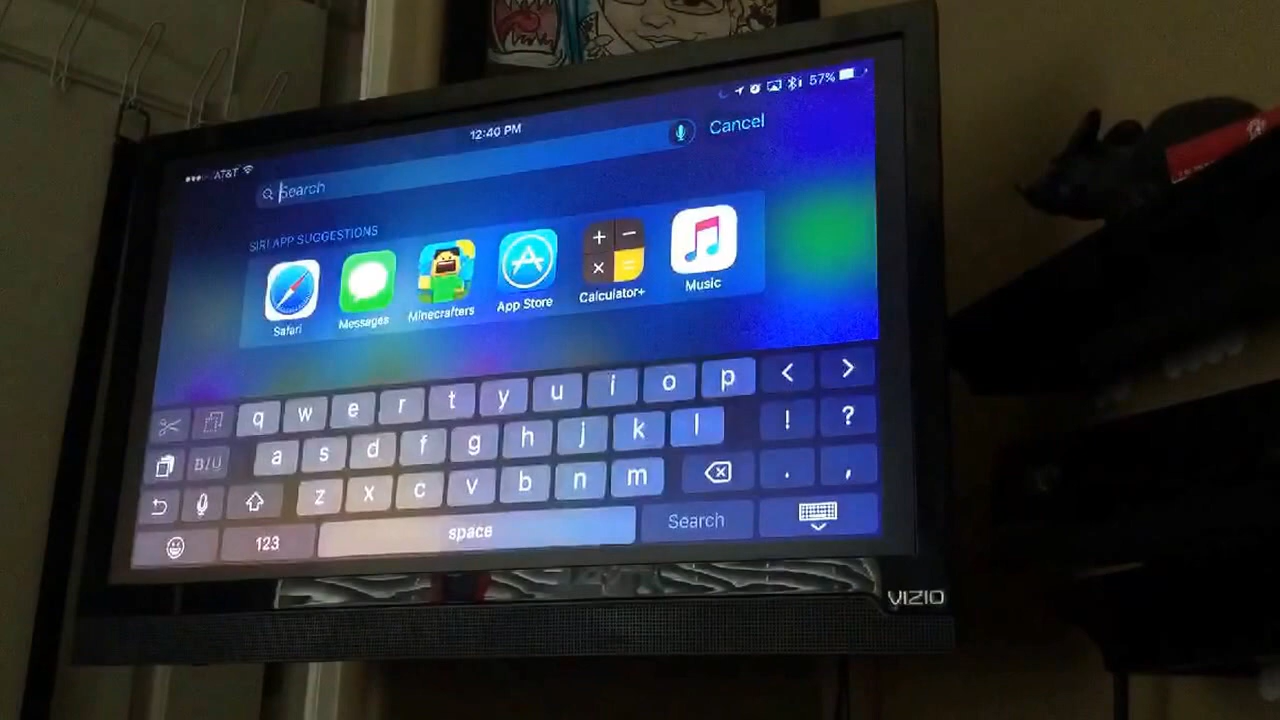 12:40 PM
57%
AT&T
Search
Cancel
SIRI APP SUGGESTIONS
Safari
Messages
Minecrafters
App Store
Calculator+
Music
q w e r t y u i o p < >
B/U a s d f g h j k l ! ?
z x c v b n m . ,
123 space Search
VIZIO